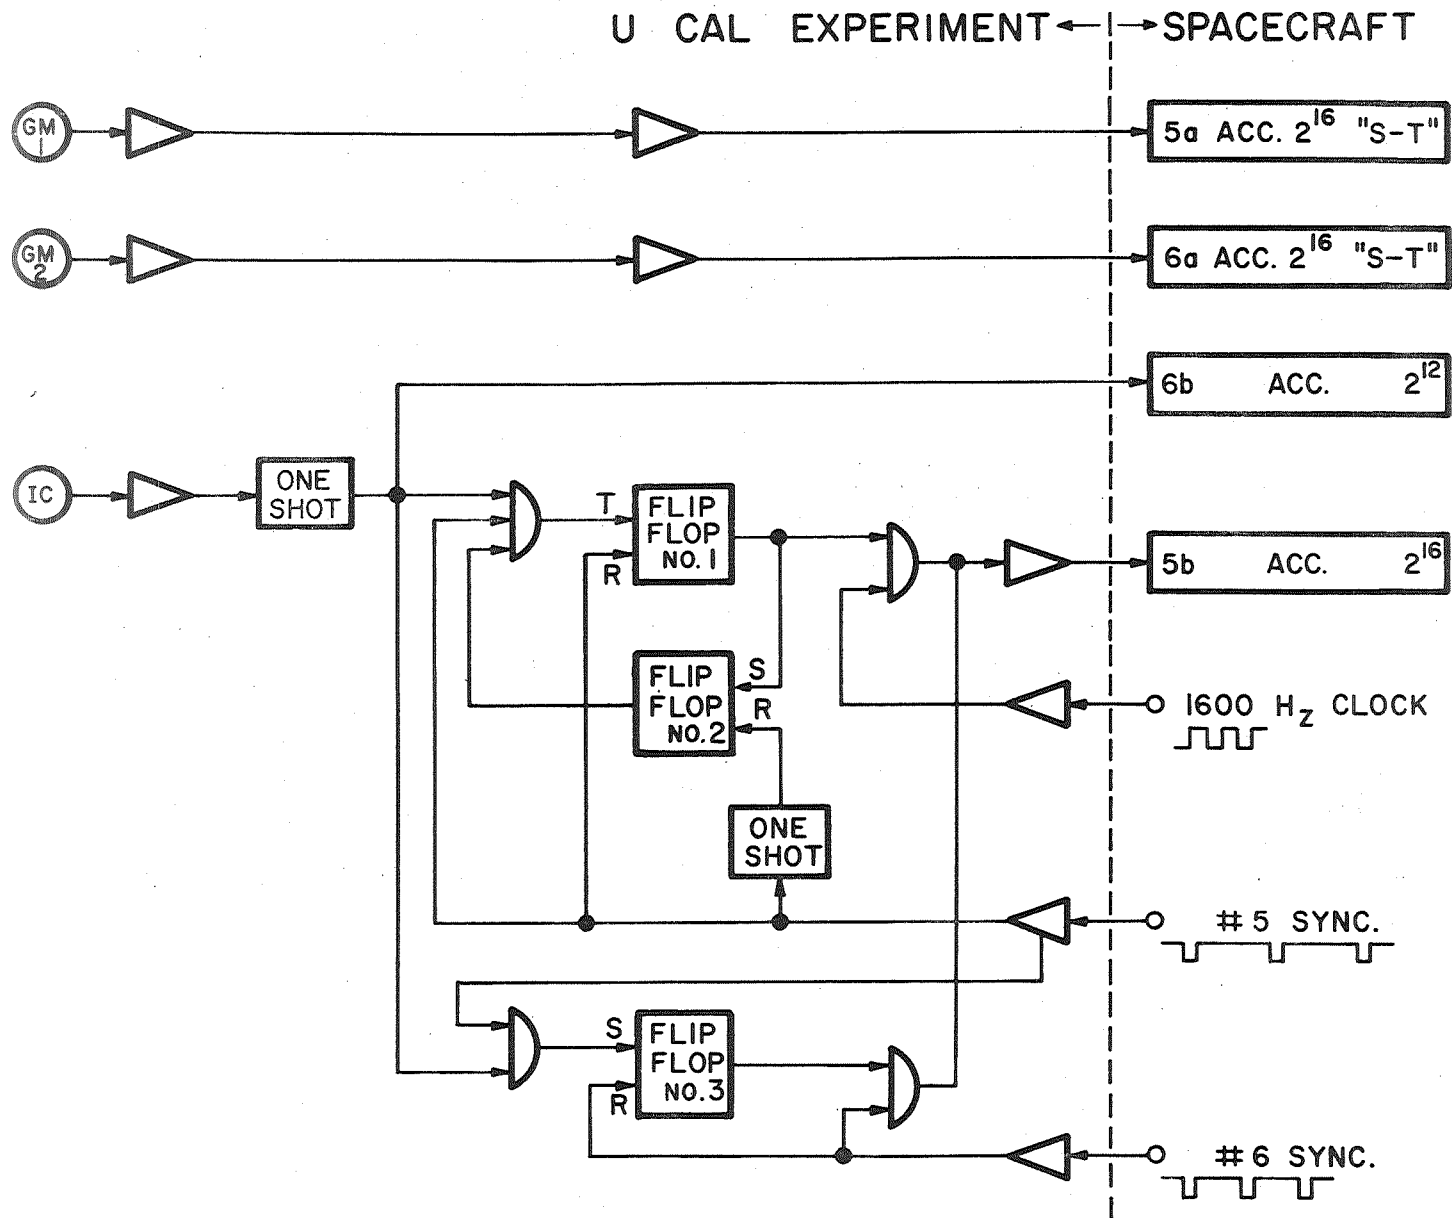 U CAL EXPERIMENT ← → SPACECRAFT
GM
1
5a ACC. 2^16 "S-T"
GM
2
6a ACC. 2^16 "S-T"
6b ACC. 2^12
IC
ONE
SHOT
T
FLIP
FLOP
NO. 1
R
5b ACC. 2^16
FLIP
FLOP
NO. 2
S
R
1600 Hz CLOCK
ONE
SHOT
#5 SYNC.
S
FLIP
FLOP
NO. 3
R
#6 SYNC.